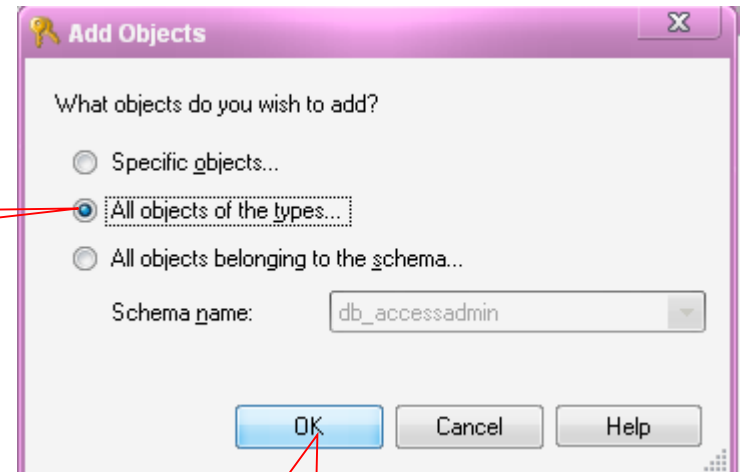 Add Objects
What objects do you wish to add?
Specific objects...
All objects of the types...
All objects belonging to the schema...
Schema name: db_accessadmin
OK Cancel Help